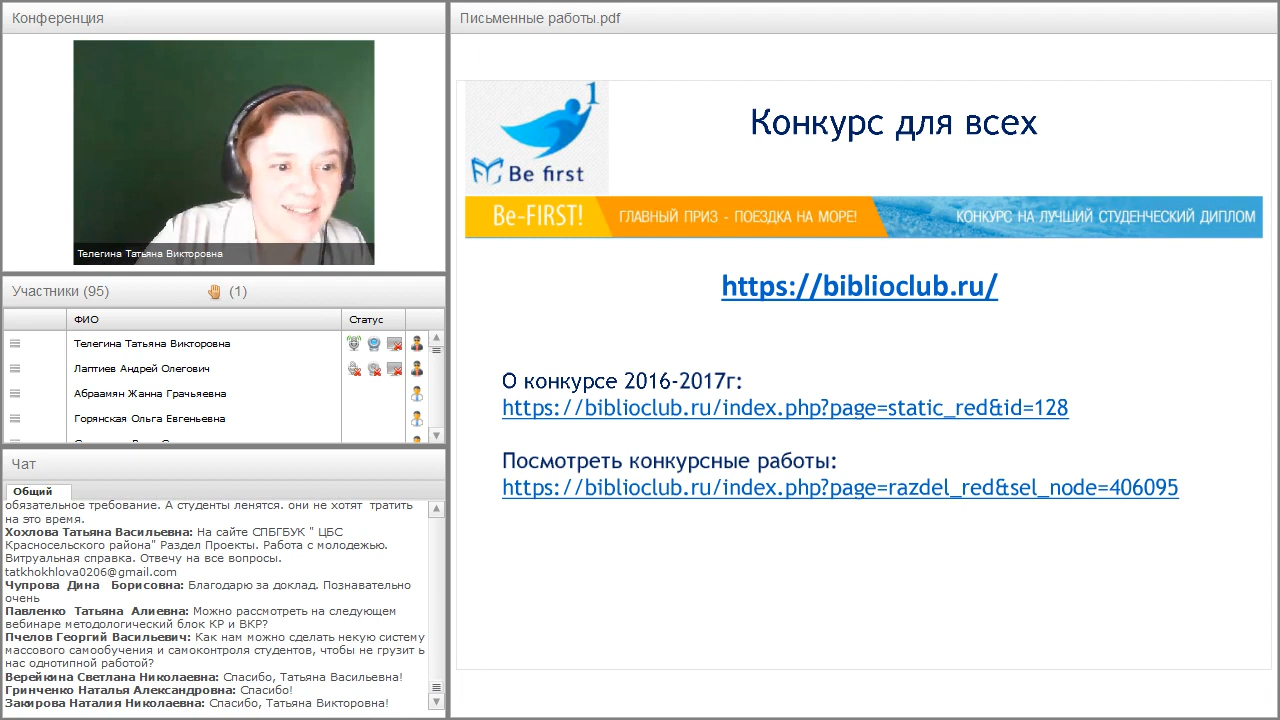 Конференция
Телегина Татьяна Викторовна
Участники (95)
(1)
ФИО
Статус
Телегина Татьяна Викторовна
Лаптиев Андрей Олегович
Абраамян Жанна Грачьяевна
Горянская Ольга Евгеньевна
Чат
Общий
обязательное требование. А студенты ленятся. они не хотят тратить
на это время.
Хохлова Татьяна Васильевна: На сайте СПБГБУК " ЦБС
Красносельского района" Раздел Проекты. Работа с молодежью.
Витруальная справка. Отвечу на все вопросы.
tatkhokhlova0206@gmail.com
Чупрова Дина Борисовна: Благодарю за доклад. Познавательно
очень
Павленко Татьяна Алиевна: Можно рассмотреть на следующем
вебинаре методологический блок КР и ВКР?
Пчелов Георгий Васильевич: Как нам можно сделать некую систему
массового самообучения и самоконтроля студентов, чтобы не грузит ь
нас однотипной работой?
Верейкина Светлана Николаевна: Спасибо, Татьяна Васильевна!
Гринченко Наталья Александровна: Спасибо!
Закирова Наталия Николаевна: Спасибо, Татьяна Викторовна!
Письменные работы.pdf
1
Be first
Конкурс для всех
Be-FIRST!
ГЛАВНЫЙ ПРИЗ - ПОЕЗДКА НА МОРЕ!
КОНКУРС НА ЛУЧШИЙ СТУДЕНЧЕСКИЙ ДИПЛОМ
https://biblioclub.ru/
О конкурсе 2016-2017г:
https://biblioclub.ru/index.php?page=static_red&id=128
Посмотреть конкурсные работы:
https://biblioclub.ru/index.php?page=razdel_red&sel_node=406095